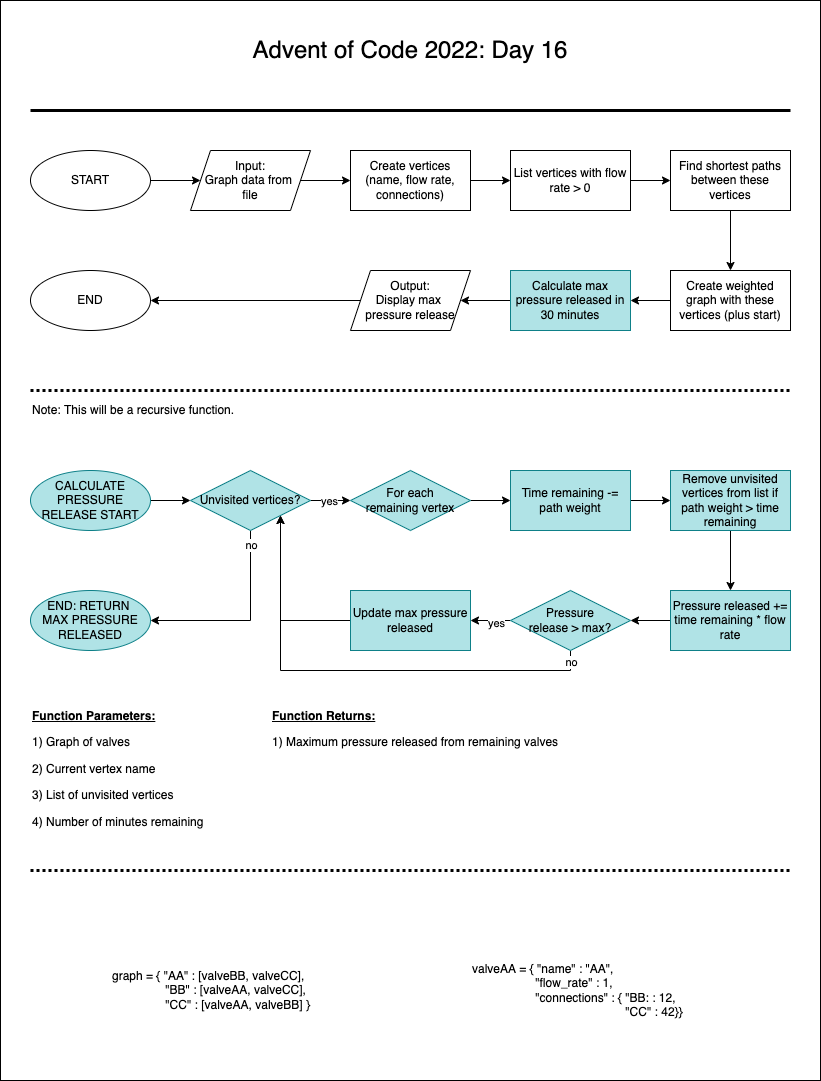 Advent of Code 2022: Day 16
START
Input:
Graph data from
file
Create vertices
(name, flow rate,
connections)
List vertices with flow
rate > 0
Find shortest paths
between these
vertices
END
Output:
Display max
pressure release
Calculate max
pressure released in
30 minutes
Create weighted
graph with these
vertices (plus start)
Note: This will be a recursive function.
CALCULATE
PRESSURE
RELEASE START
Unvisited vertices?
yes
For each
remaining vertex
Time remaining -=
path weight
Remove unvisited
vertices from list if
path weight > time
remaining
no
END: RETURN
MAX PRESSURE
RELEASED
Update max pressure
released
yes
Pressure
release > max?
Pressure released +=
time remaining * flow
rate
no
Function Parameters:
1) Graph of valves
2) Current vertex name
3) List of unvisited vertices
4) Number of minutes remaining
Function Returns:
1) Maximum pressure released from remaining valves
graph = { "AA" : [valveBB, valveCC],
"BB" : [valveAA, valveCC],
"CC" : [valveAA, valveBB] }
valveAA = { "name" : "AA",
"flow_rate" : 1,
"connections" : { "BB: : 12,
"CC" : 42}}